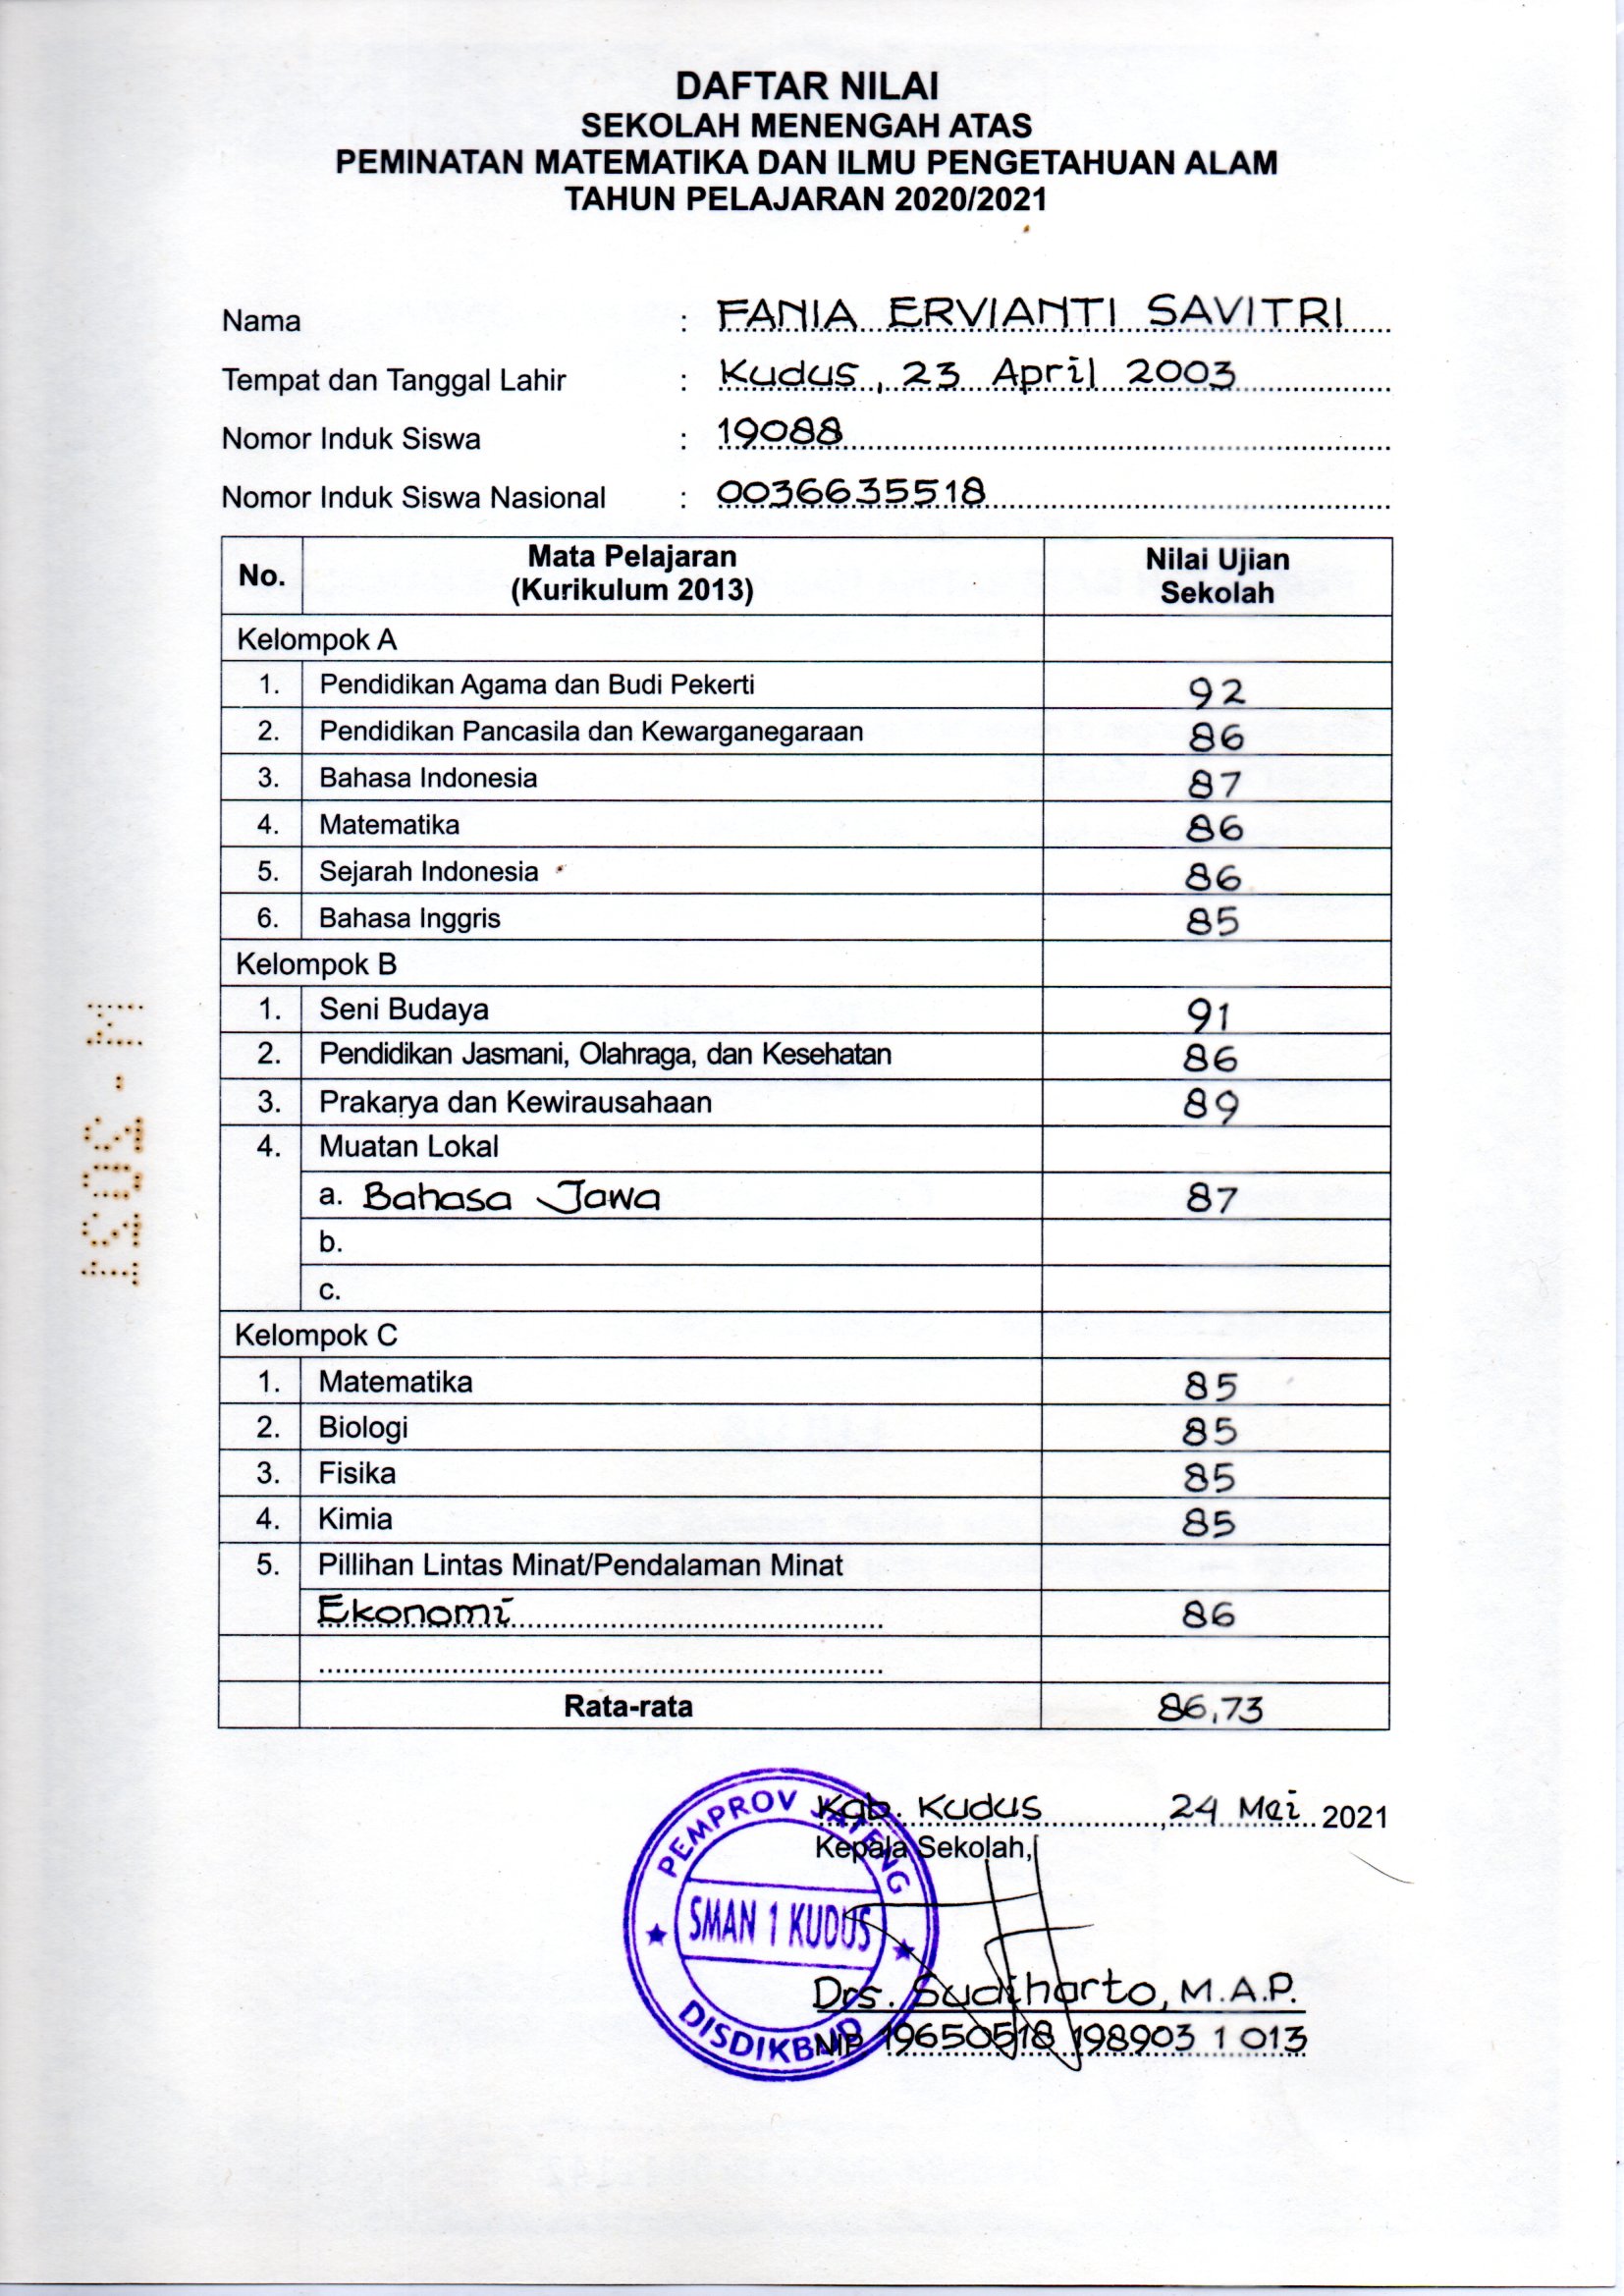 DAFTAR NILAI
SEKOLAH MENENGAH ATAS
PEMINATAN MATEMATIKA DAN ILMU PENGETAHUAN ALAM
TAHUN PELAJARAN 2020/2021
Nama : FANIA ERVIANTI SAVITRI
Tempat dan Tanggal Lahir : Kudus, 23 April 2003
Nomor Induk Siswa : 19088
Nomor Induk Siswa Nasional : 0036635518
No. Mata Pelajaran (Kurikulum 2013) Nilai Ujian Sekolah
Kelompok A
1. Pendidikan Agama dan Budi Pekerti 92
2. Pendidikan Pancasila dan Kewarganegaraan 86
3. Bahasa Indonesia 87
4. Matematika 86
5. Sejarah Indonesia 86
6. Bahasa Inggris 85
Kelompok B
1. Seni Budaya 91
2. Pendidikan Jasmani, Olahraga, dan Kesehatan 86
3. Prakarya dan Kewirausahaan 89
4. Muatan Lokal
a. Bahasa Jawa 87
b.
c.
Kelompok C
1. Matematika 85
2. Biologi 85
3. Fisika 85
4. Kimia 85
5. Pillihan Lintas Minat/Pendalaman Minat
Ekonomi 86
Rata-rata 86,73
Kab. Kudus, 24 Mei 2021
Kepala Sekolah,
PEMPROV JATENG
SMAN 1 KUDUS
DISDIKBUD
Drs. Sudiharto, M.A.P.
NIP 19650518 198903 1 013
2021 - M